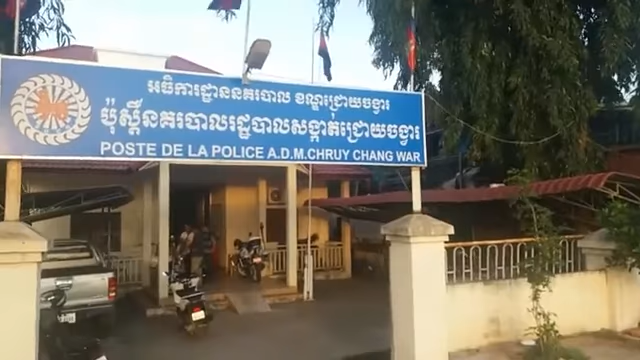 អធិការដ្ឋាននគរបាល ខណ្ឌជ្រោយចង្វារ
ប៉ុស្តិ៍នគរបាលរដ្ឋបាលសង្កាត់ជ្រោយចង្វារ
POSTE DE LA POLICE A.D.M.CHRUY CHANG WAR